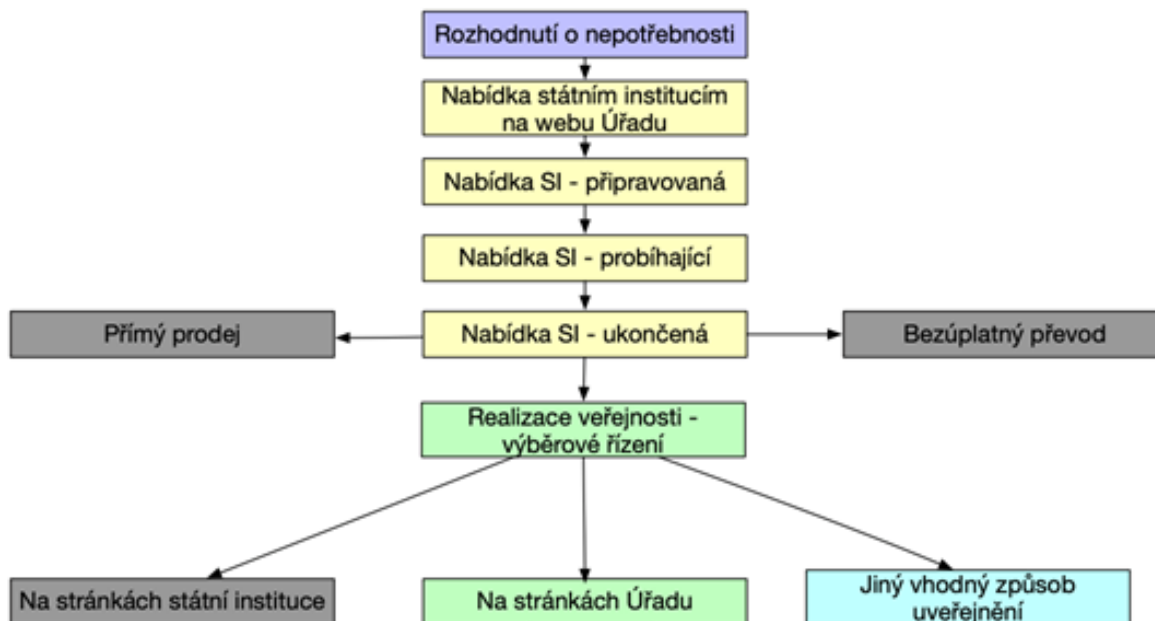 Rozhodnutí o nepotřebnosti
Nabídka státním institucím
na webu Úřadu
Nabídka SI - připravovaná
Nabídka SI - probíhající
Přímý prodej
Nabídka SI - ukončená
Bezúplatný převod
Realizace veřejnosti -
výběrové řízení
Na stránkách státní instituce
Na stránkách Úřadu
Jiný vhodný způsob
uveřejnění